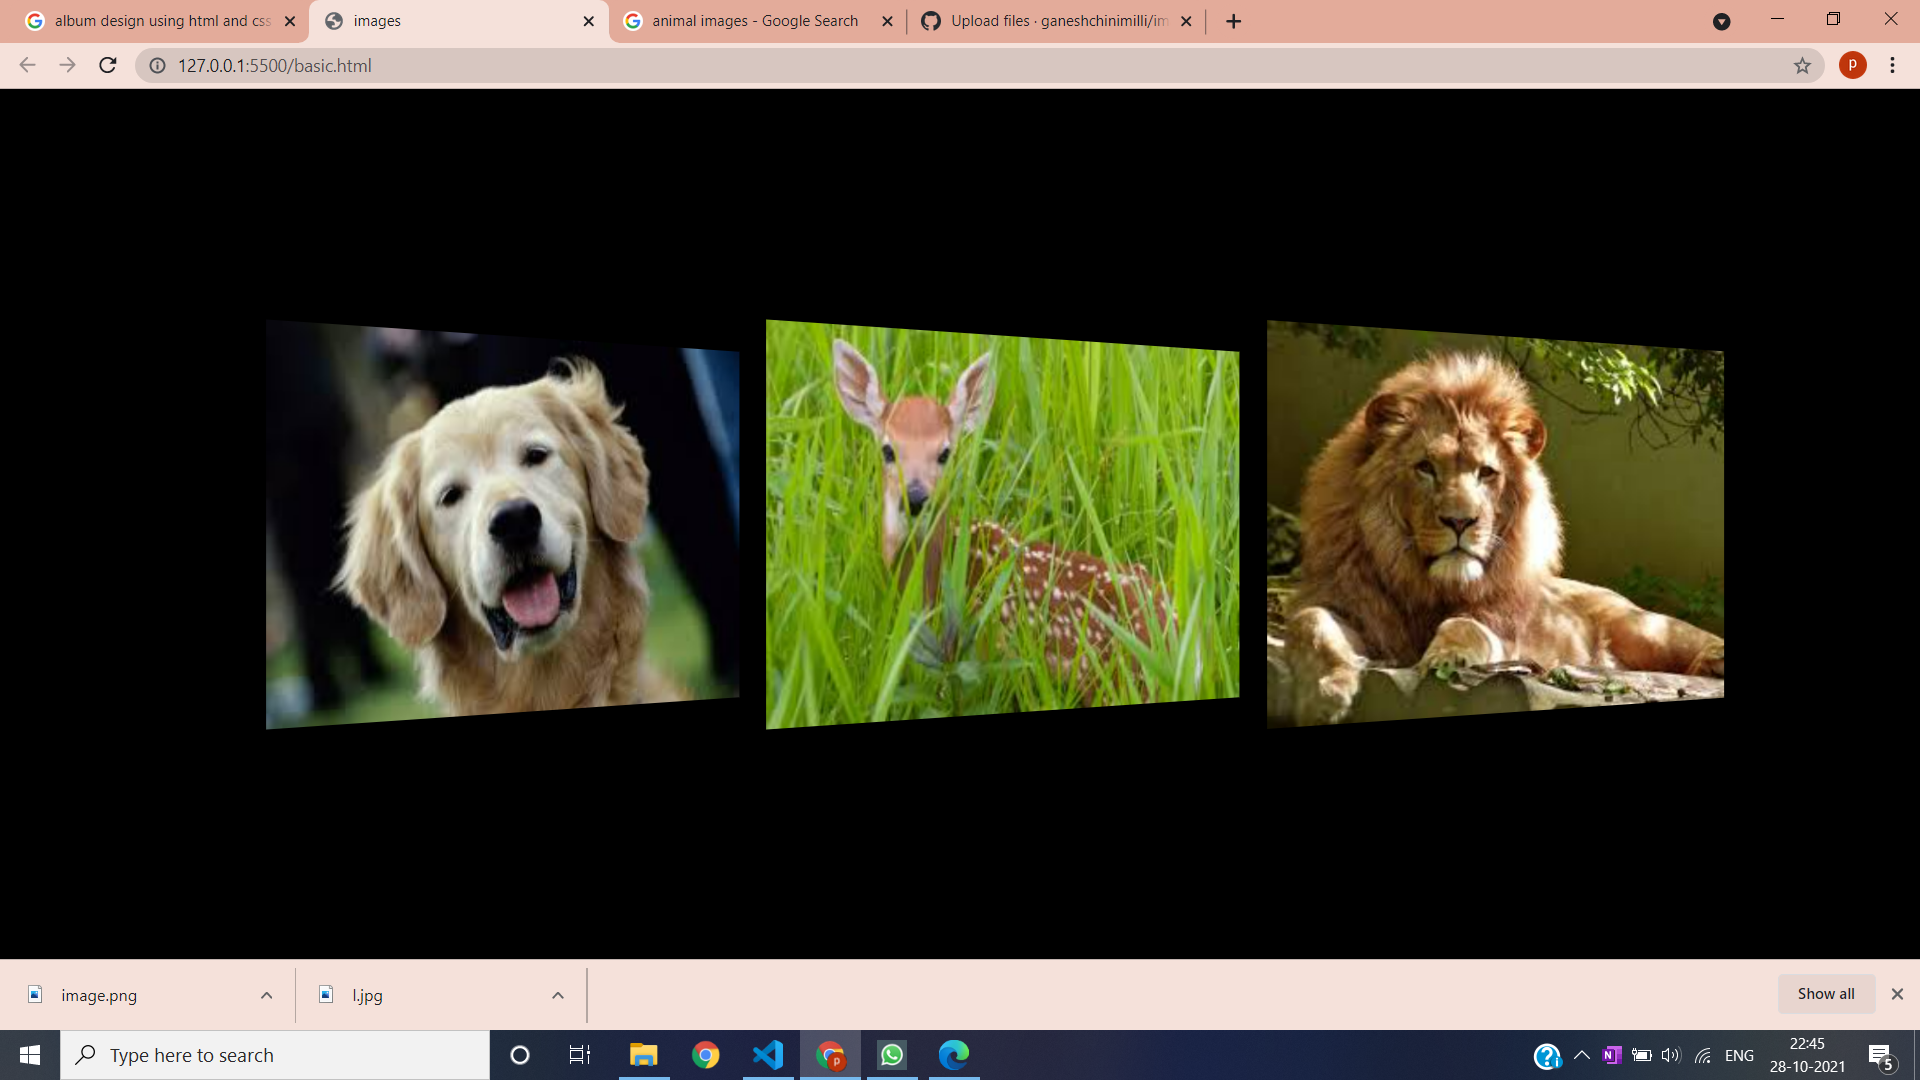 album design using html and css
images
animal images - Google Search
Upload files · ganeshchinimilli/im
127.0.0.1:5500/basic.html
p
image.png
l.jpg
Show all
Type here to search
p
N
ENG
22:45
28-10-2021
5